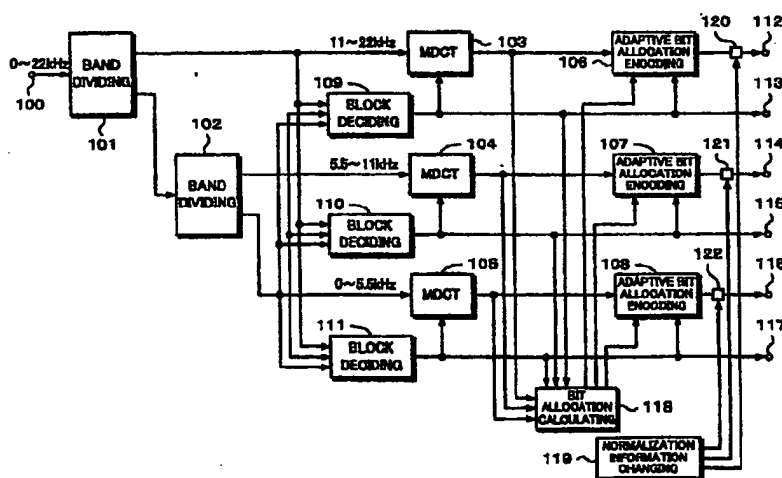 112
120
103
11~22kHz
MDCT
ADAPTIVE BIT
ALLOCATION
ENCODING
106
0~22kHz
BAND
DIVIDING
100
101
109
BLOCK
DECIDING
113
102
BAND
DIVIDING
5.5~11kHz
104
MDCT
107
ADAPTIVE BIT
ALLOCATION
ENCODING
121
114
110
BLOCK
DECIDING
115
0~5.5kHz
105
MDCT
108
ADAPTIVE BIT
ALLOCATION
ENCODING
122
116
111
BLOCK
DECIDING
117
BIT
ALLOCATION
CALCULATING
118
119
NORMALIZATION
INFORMATION
CHANGING